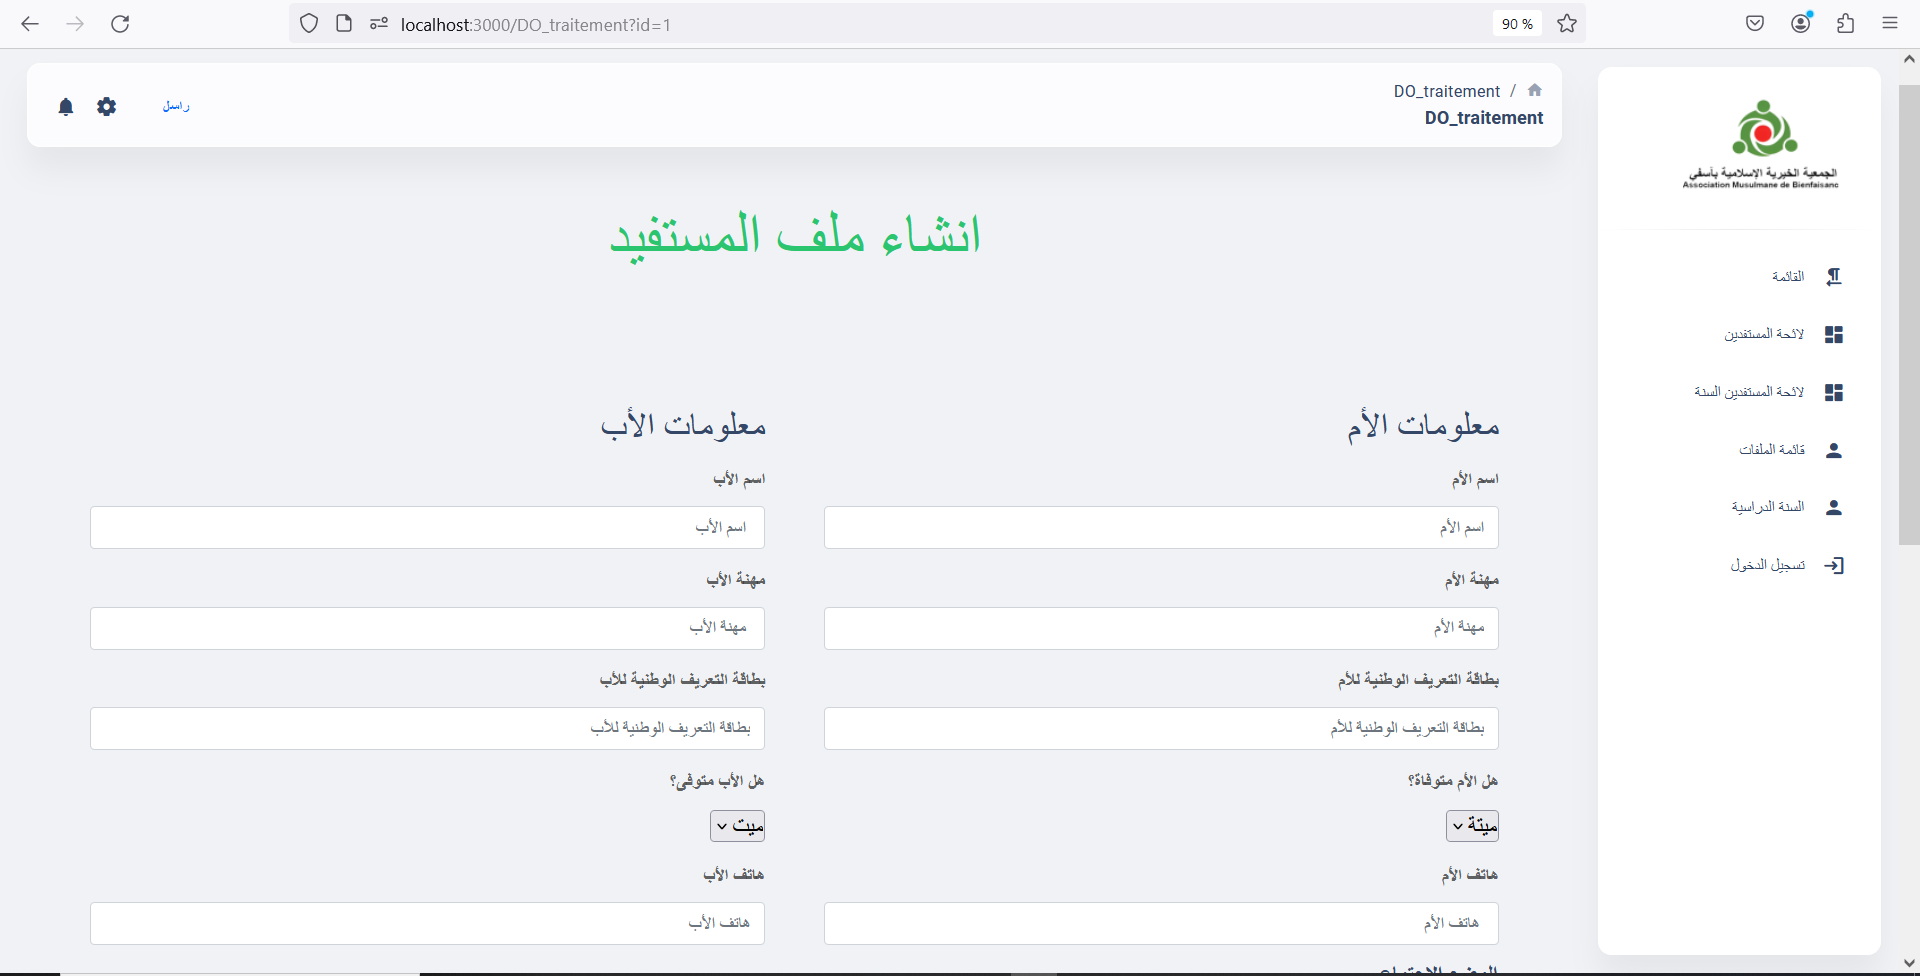 localhost:3000/DO_traitement?id=1
90 %
DO_traitement /
DO_traitement
راسل
الجمعية الخيرية الإسلامية بآسفي
Association Musulmane de Bienfaisanc
القائمة
لائحة المستفدين
لائحة المستفدين السنة
قائمة الملفات
السنة الدراسية
تسجيل الدخول
انشاء ملف المستفيد
معلومات الأم
اسم الأم
اسم الأم
مهنة الأم
مهنة الأم
بطاقة التعريف الوطنية للأم
بطاقة التعريف الوطنية للأم
هل الأم متوفاة؟
ميتة
هاتف الأم
هاتف الأم
معلومات الأب
اسم الأب
اسم الأب
مهنة الأب
مهنة الأب
بطاقة التعريف الوطنية للأب
بطاقة التعريف الوطنية للأب
هل الأب متوفى؟
ميت
هاتف الأب
هاتف الأب